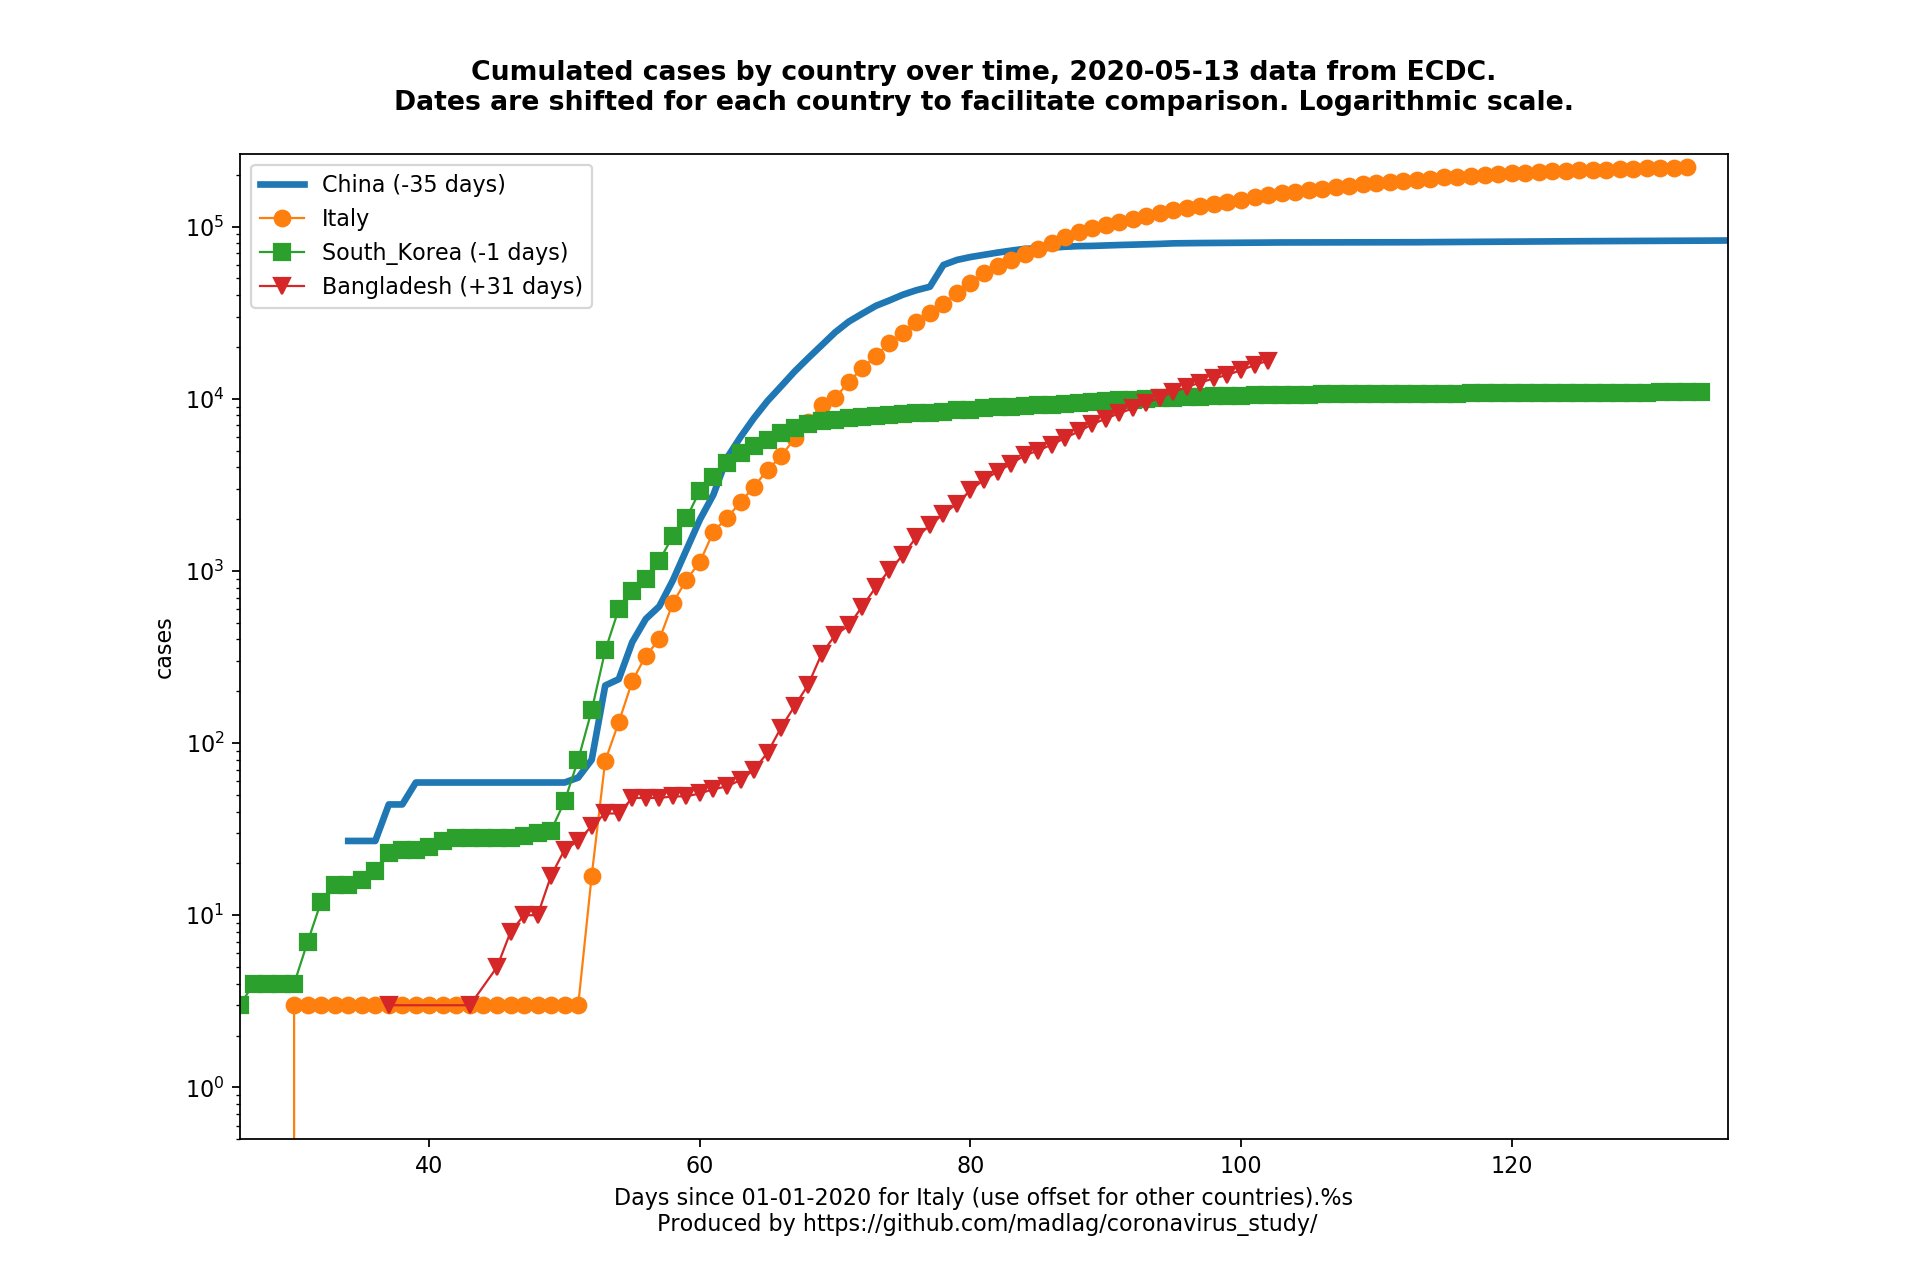 Cumulated cases by country over time, 2020-05-13 data from ECDC.
Dates are shifted for each country to facilitate comparison. Logarithmic scale.
China (-35 days)
Italy
South_Korea (-1 days)
Bangladesh (+31 days)
10^5
10^4
10^3
10^2
10^1
10^0
cases
40 60 80 100 120
Days since 01-01-2020 for Italy (use offset for other countries).%s
Produced by https://github.com/madlag/coronavirus_study/